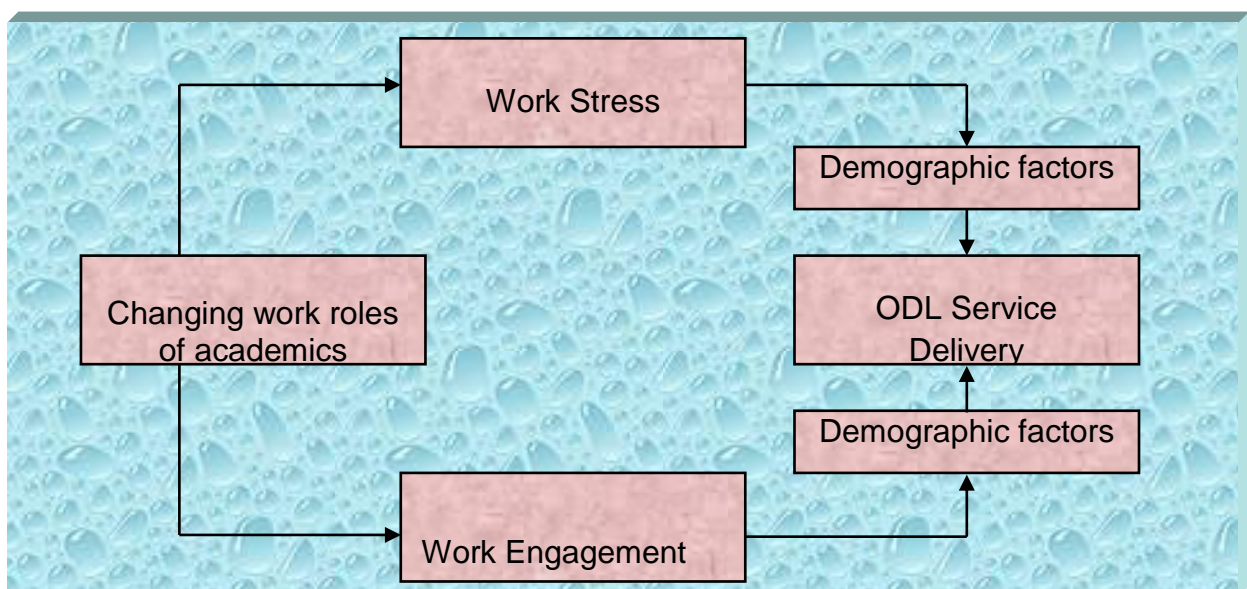 Work Stress
Demographic factors
Changing work roles
of academics
ODL Service
Delivery
Demographic factors
Work Engagement